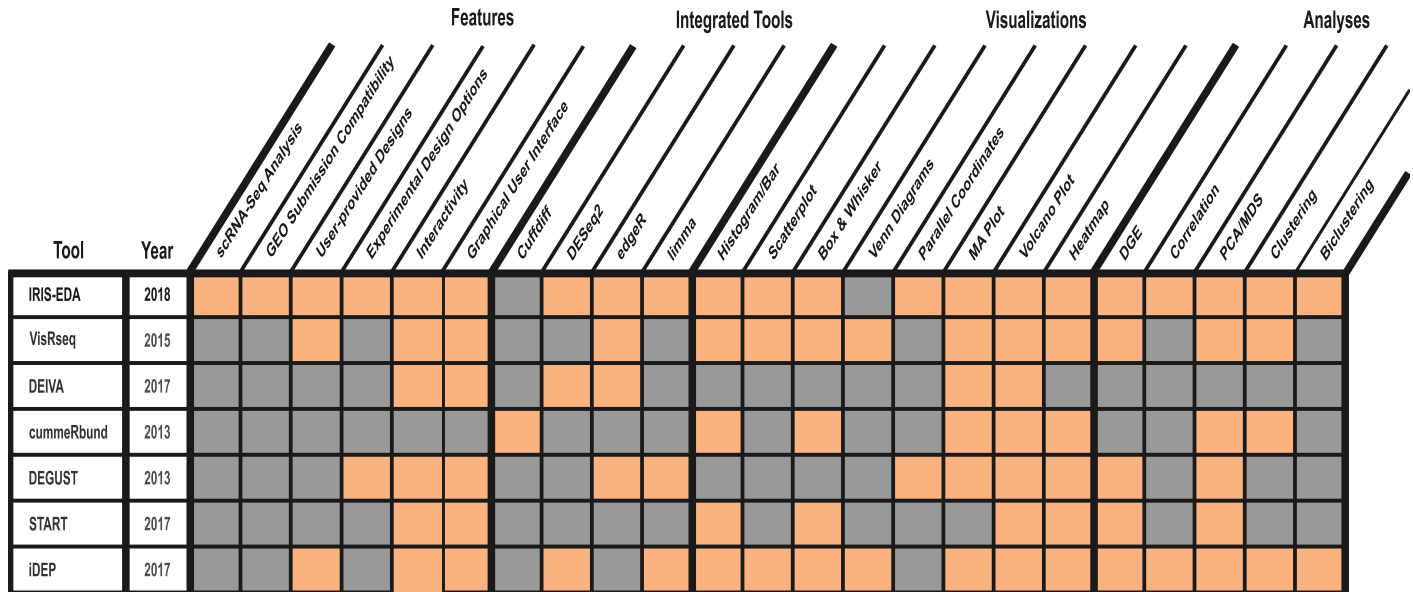 Features
Integrated Tools
Visualizations
Analyses
scRNA-Seq Analysis
GEO Submission Compatibility
User-provided Designs
Experimental Design Options
Interactivity
Graphical User Interface
Cuffdiff
DESeq2
edgeR
limma
Histogram/Bar
Scatterplot
Box & Whisker
Venn Diagrams
Parallel Coordinates
MA Plot
Volcano Plot
Heatmap
DGE
Correlation
PCA/MDS
Clustering
Biclustering
Tool Year
IRIS-EDA 2018
VisRseq 2015
DEIVA 2017
cummeRbund 2013
DEGUST 2013
START 2017
iDEP 2017